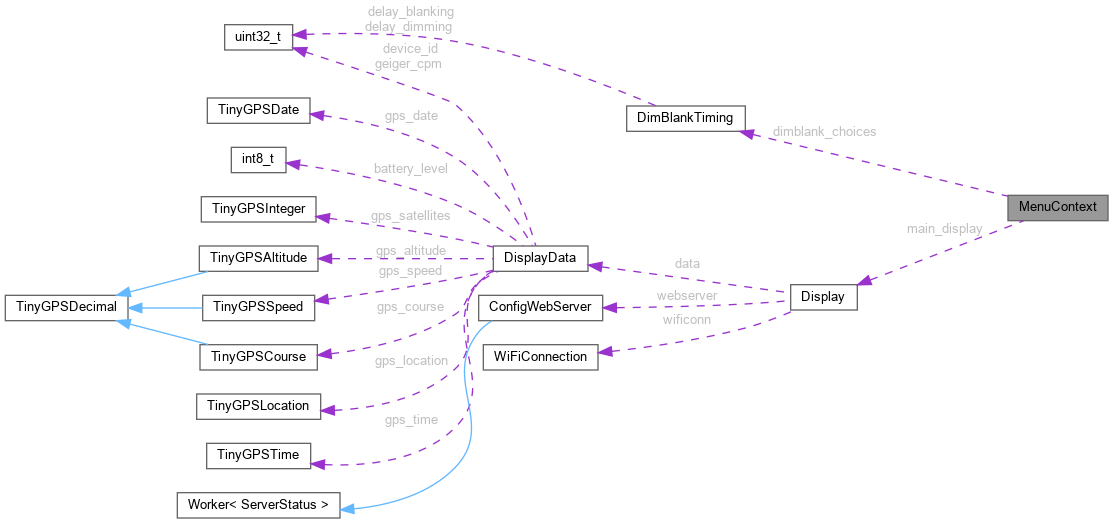 delay_blanking
delay_dimming
uint32_t
device_id
geiger_cpm
TinyGPSDate
gps_date
DimBlankTiming
dimblank_choices
int8_t
battery_level
TinyGPSInteger
gps_satellites
MenuContext
main_display
TinyGPSAltitude
gps_altitude
DisplayData
data
gps_speed
TinyGPSDecimal
TinyGPSSpeed
gps_course
ConfigWebServer
webserver
Display
wificonn
TinyGPSCourse
gps_location
WiFiConnection
TinyGPSLocation
gps_time
TinyGPSTime
Worker< ServerStatus >